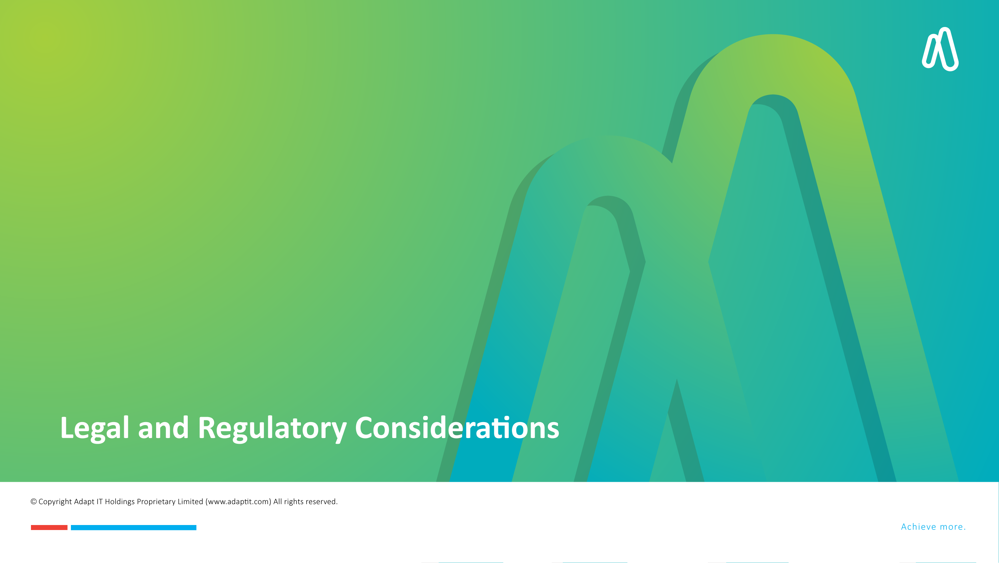 Legal and Regulatory Considerations
© Copyright Adapt IT Holdings Proprietary Limited (www.adaptit.com) All rights reserved.
Achieve more.